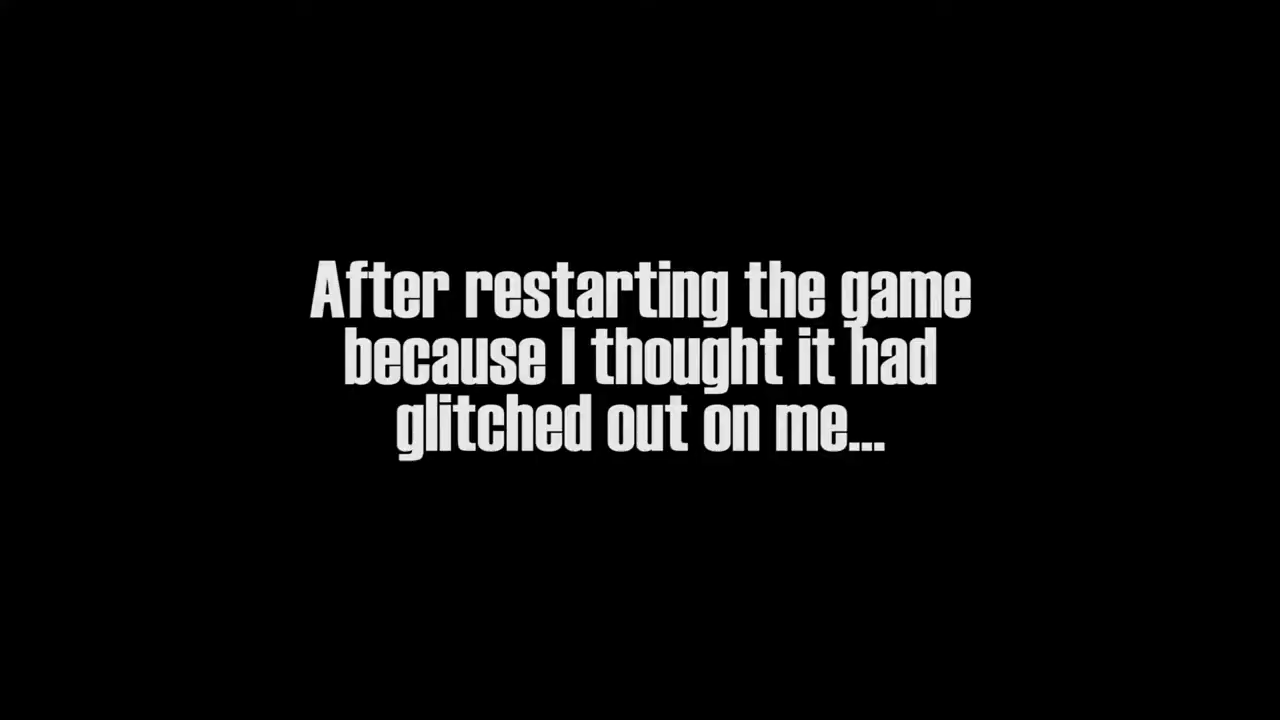 After restarting the game
because I thought it had
glitched out on me...